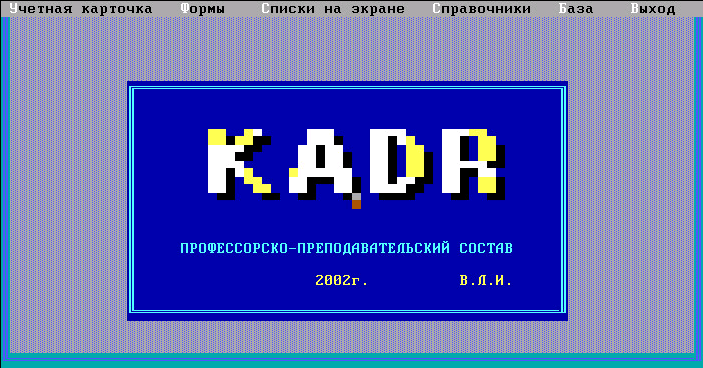 Учетная карточка Формы Списки на экране Справочники База Выход
KADR
ПРОФЕССОРСКО-ПРЕПОДАВАТЕЛЬСКИЙ СОСТАВ
2002г. В.Л.И.